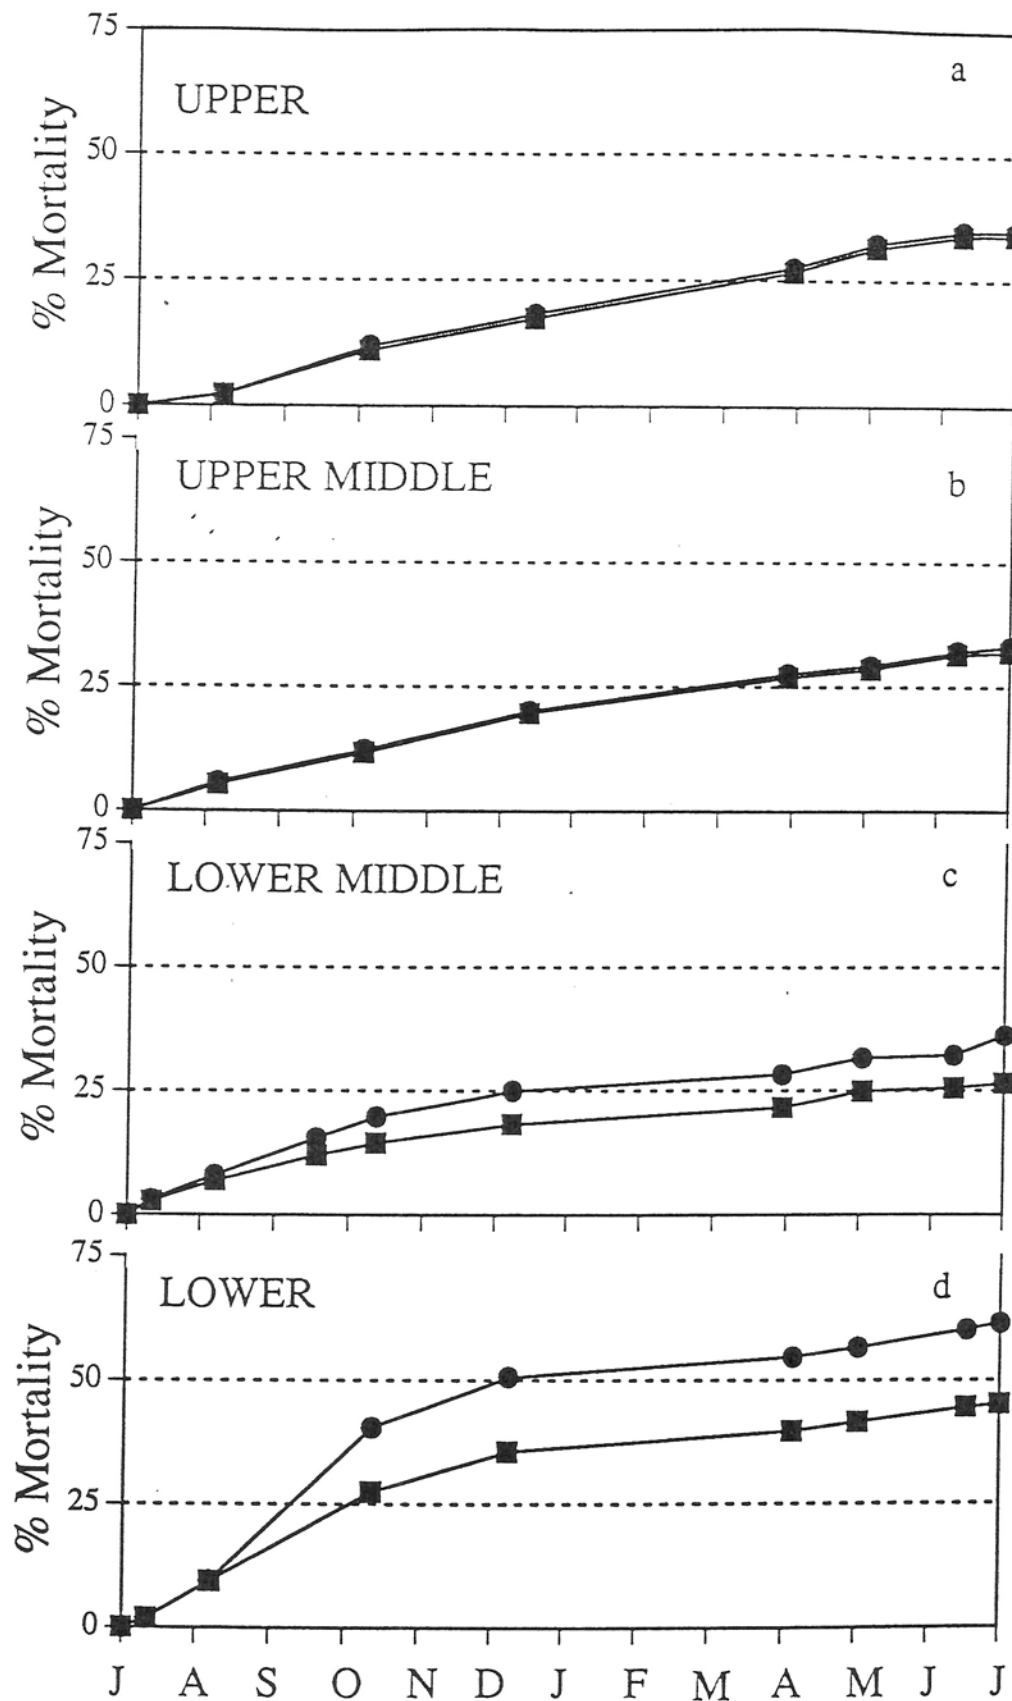 75
a
UPPER
% Mortality
50
25
0
75
UPPER MIDDLE
b
% Mortality
50
25
0
75
LOWER MIDDLE
c
% Mortality
50
25
0
75
LOWER
d
% Mortality
50
25
0
J A S O N D J F M A M J J